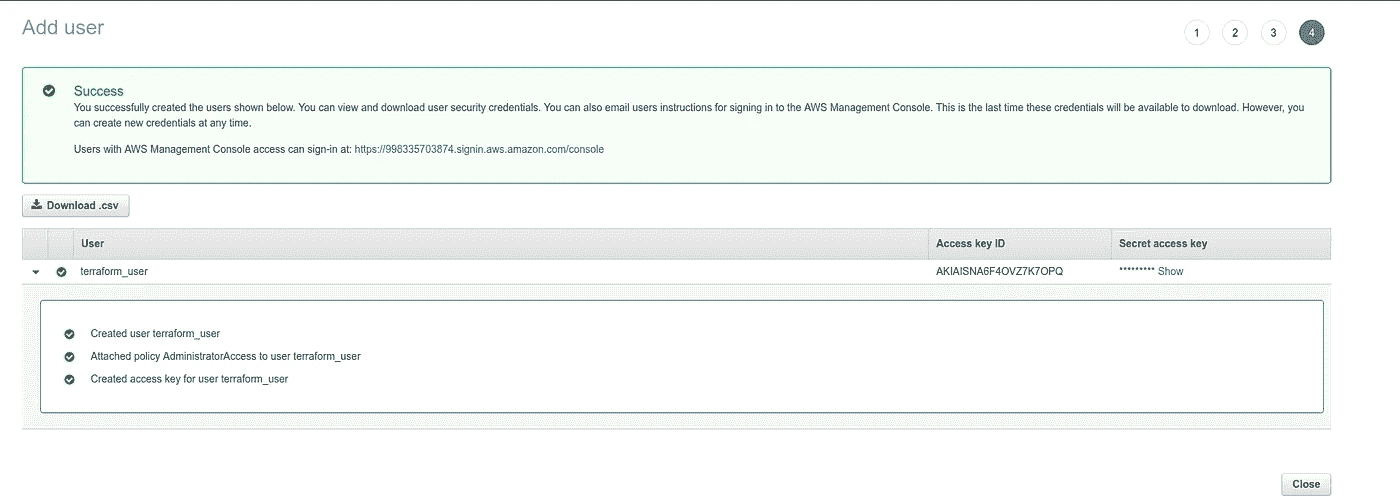 Add user
1 2 3 4
Success
You successfully created the users shown below. You can view and download user security credentials. You can also email users instructions for signing in to the AWS Management Console. This is the last time these credentials will be available to download. However, you
can create new credentials at any time.
Users with AWS Management Console access can sign-in at: https://998335703874.signin.aws.amazon.com/console
Download .csv
User Access key ID Secret access key
terraform_user AKIAISNA6F4OVZ7K7OPQ ********* Show
Created user terraform_user
Attached policy AdministratorAccess to user terraform_user
Created access key for user terraform_user
Close